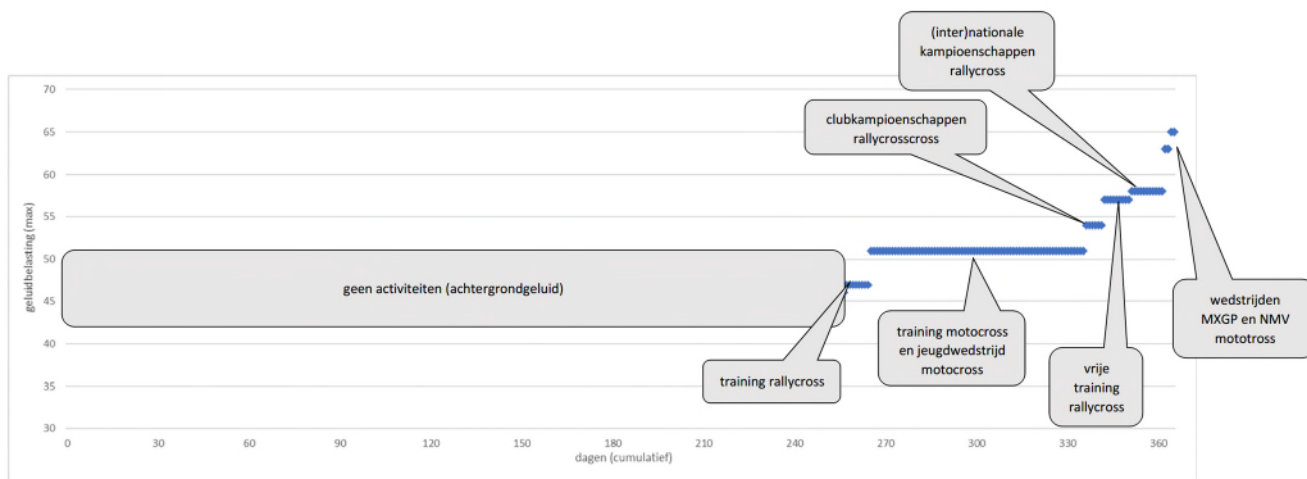 (inter)nationale
kampioenschappen
rallycross
clubkampioenschappen
rallycrosscross
geluidbelasting (max)
70
65
60
55
50
45
40
35
30
geen activiteiten (achtergrondgeluid)
training rallycross
training motocross
en jeugdwedstrijd
motocross
vrije
training
rallycross
wedstrijden
MXGP en NMV
mototross
0 30 60 90 120 150 180 210 240 270 300 330 360
dagen (cumulatief)